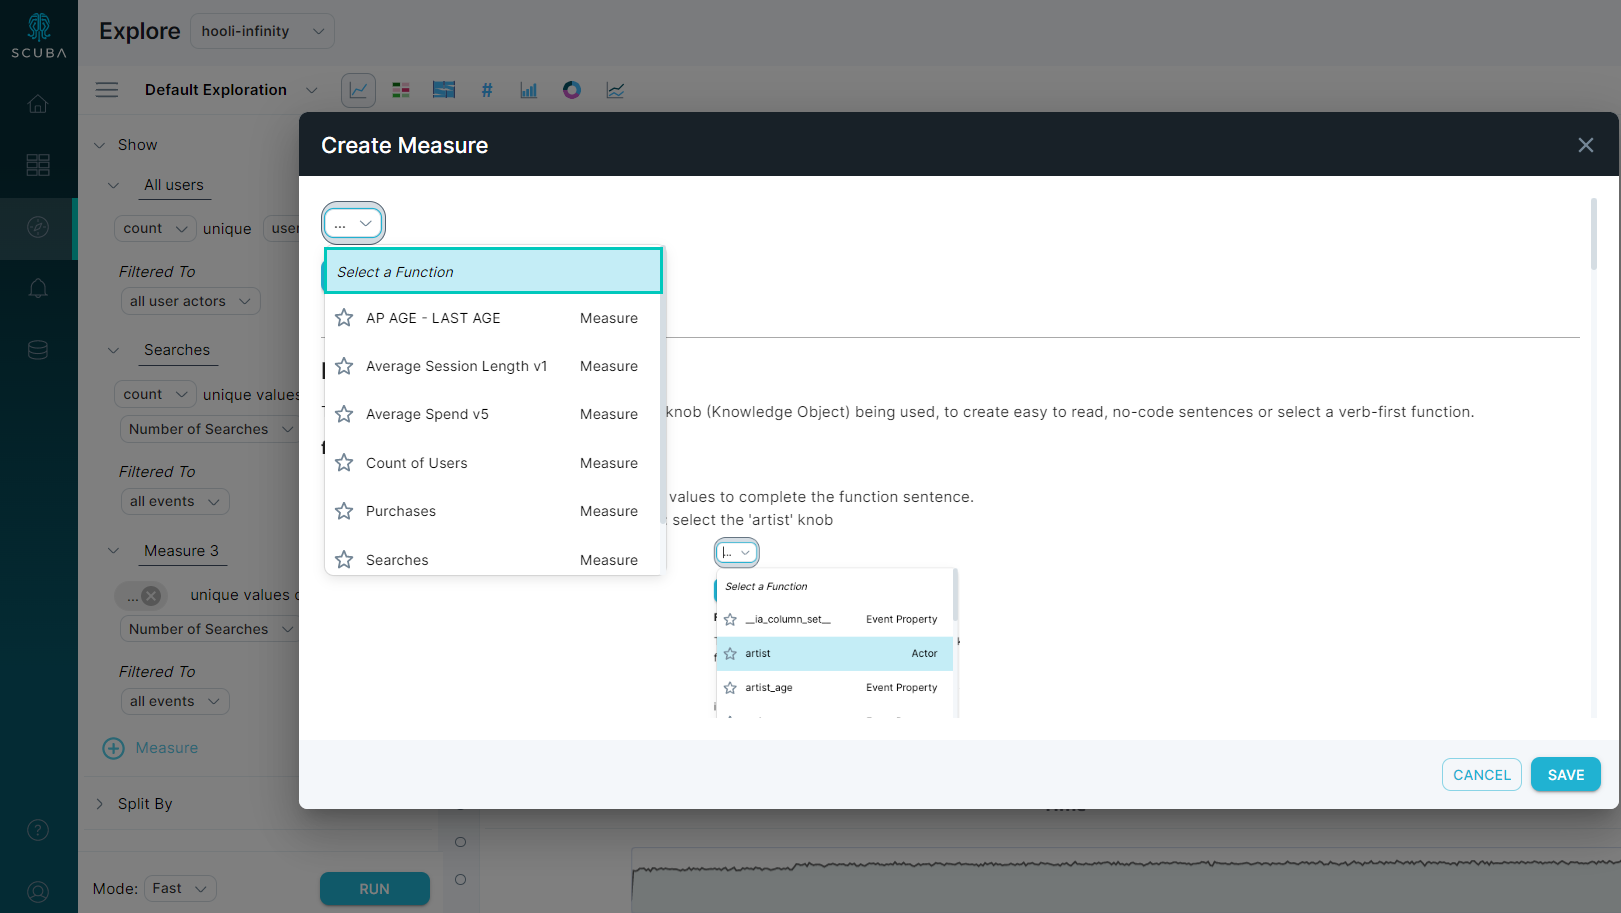 SCUBA
Explore
hooli-infinity
Default Exploration
#
Show
All users
count unique user
Filtered To
all user actors
Searches
count unique values
Number of Searches
Filtered To
all events
Measure 3
... unique values
Number of Searches
Filtered To
all events
Measure
Split By
Mode: Fast
RUN
Create Measure
...
Select a Function
AP AGE - LAST AGE Measure
Average Session Length v1 Measure
Average Spend v5 Measure
Count of Users Measure
Purchases Measure
Searches Measure
knob (Knowledge Object) being used, to create easy to read, no-code sentences or select a verb-first function.
values to complete the function sentence.
select the 'artist' knob
...
Select a Function
__ia_column_set__ Event Property
artist Actor
artist_age Event Property
CANCEL
SAVE